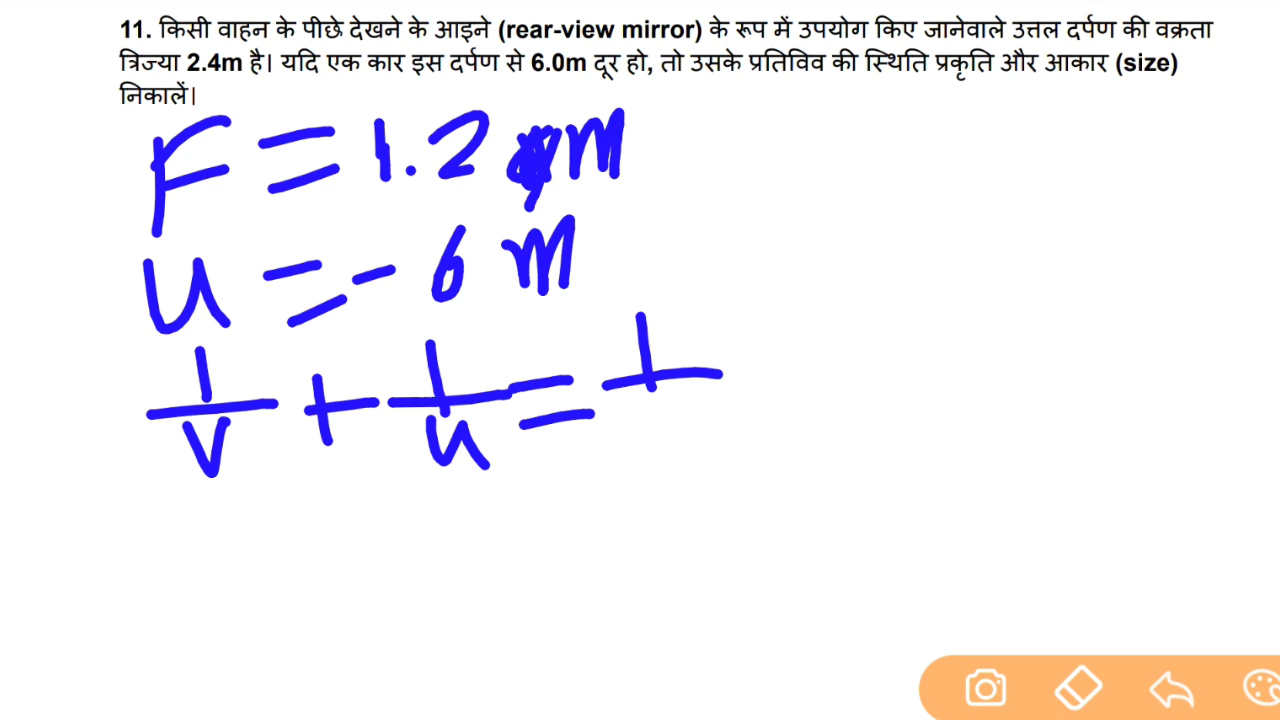 11. किसी वाहन के पीछे देखने के आइने (rear-view mirror) के रूप में उपयोग किए जानेवाले उत्तल दर्पण की वक्रता
त्रिज्या 2.4m है। यदि एक कार इस दर्पण से 6.0m दूर हो, तो उसके प्रतिविव की स्थिति प्रकृति और आकार (size)
निकालें।
F = 1.2 M
u = - 6 M
1/v + 1/u = 1/